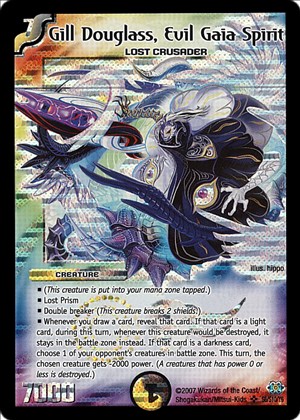 7
Gill Douglass, Evil Gaia Spirit
LOST CRUSADER
illus. hippo
CREATURE
(This creature is put into your mana zone tapped.)
Lost Prism
Double breaker (This creature breaks 2 shields.)
Whenever you draw a card, reveal that card. If that card is a light
card, during this turn, whenever this creature would be destroyed, it
stays in the battle zone instead. If that card is a darkness card,
choose 1 of your opponent's creatures in the battle zone. This turn, the
chosen creature gets -2000 power. (A creature that has power 0 or
less is destroyed.)
7000
©2007 Wizards of the Coast/
Shogakukan/Mitsui-Kids